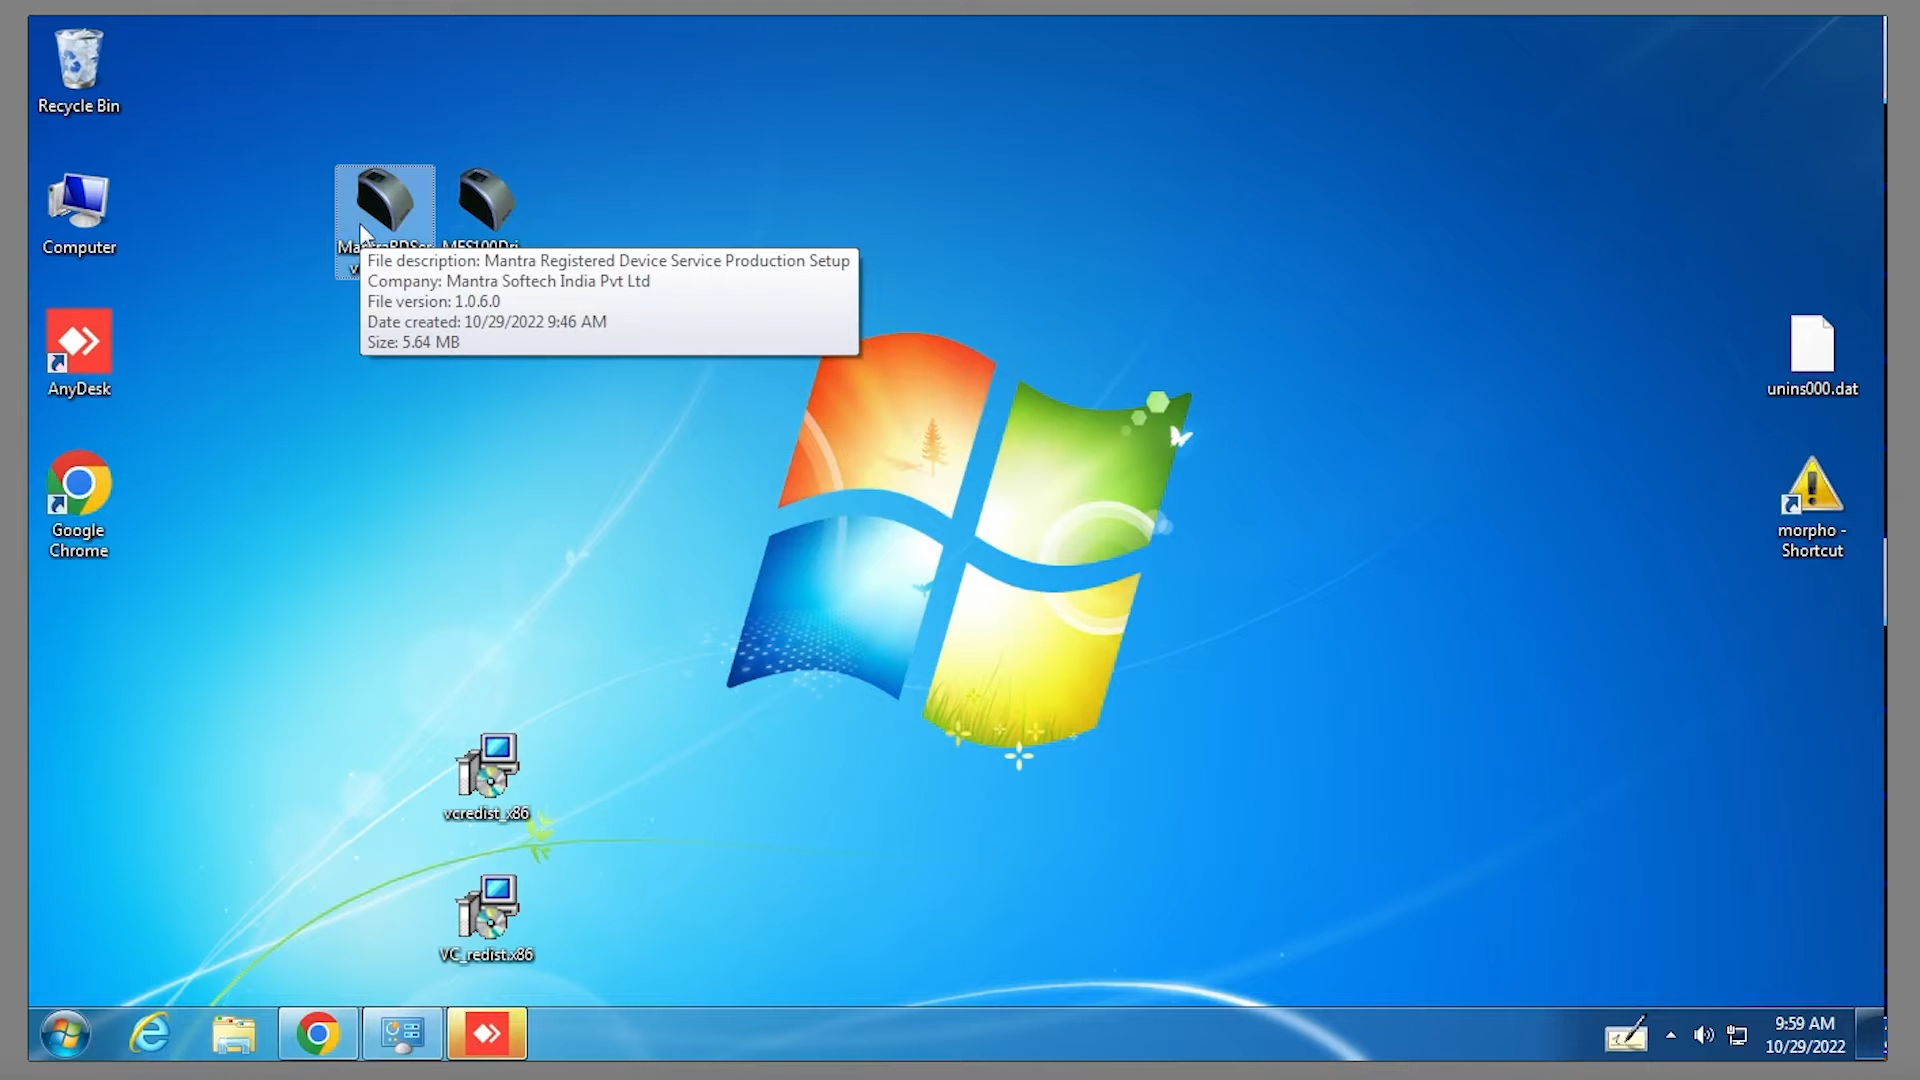 Recycle Bin
Computer
AnyDesk
Google
Chrome
MFS100Dri
File description: Mantra Registered Device Service Production Setup
Company: Mantra Softech India Pvt Ltd
File version: 1.0.6.0
Date created: 10/29/2022 9:46 AM
Size: 5.64 MB
vcredist_x86
VC_redist.x86
unins000.dat
morpho -
Shortcut
9:59 AM
10/29/2022